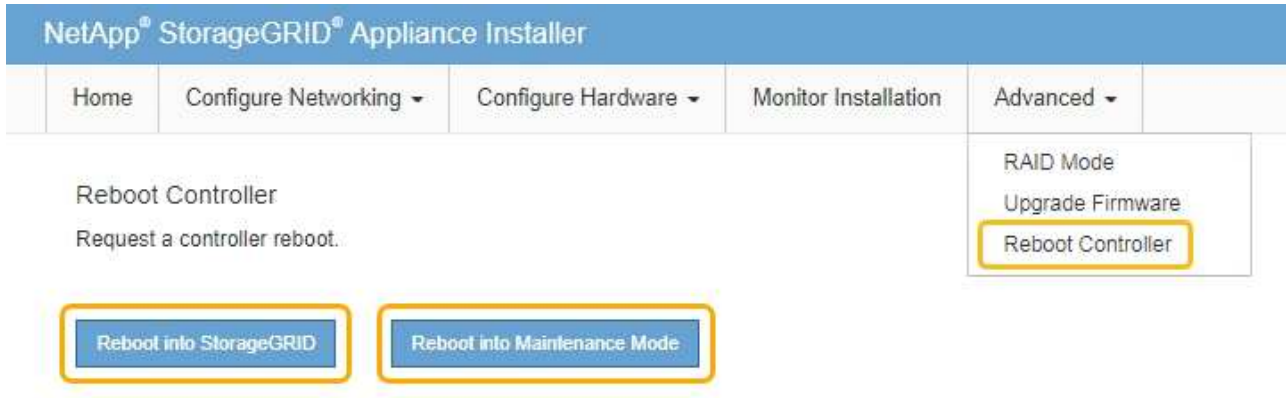 NetApp® StorageGRID® Appliance Installer
Home
Configure Networking
Configure Hardware
Monitor Installation
Advanced
RAID Mode
Upgrade Firmware
Reboot Controller
Reboot Controller
Request a controller reboot.
Reboot into StorageGRID
Reboot into Maintenance Mode